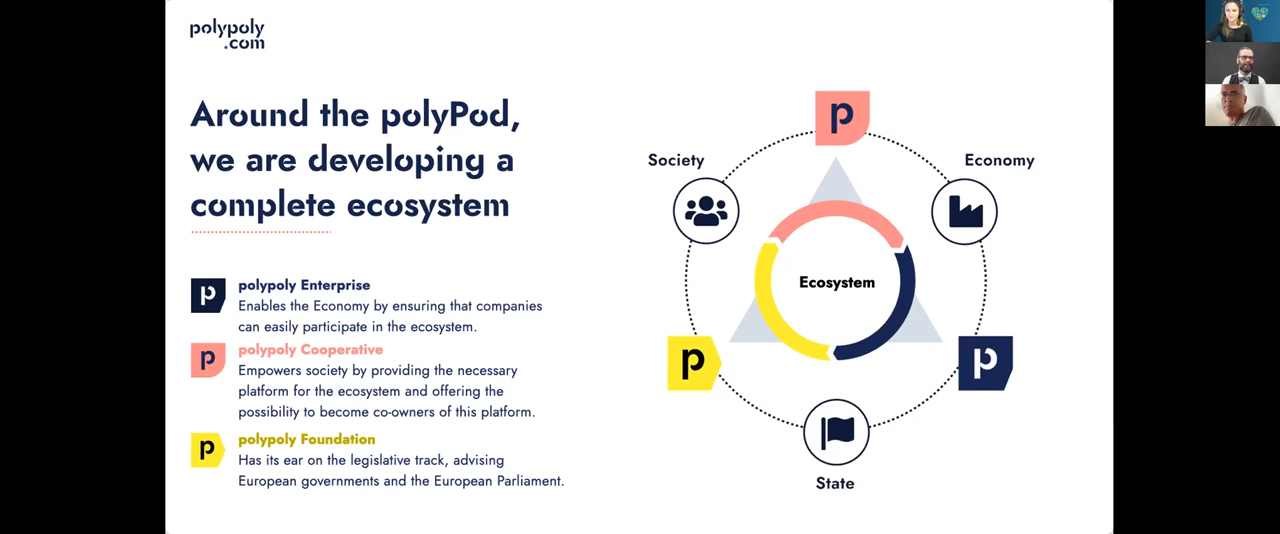 polypoly
.com
Around the polyPod,
we are developing a
complete ecosystem
polypoly Enterprise
Enables the Economy by ensuring that companies
can easily participate in the ecosystem.
polypoly Cooperative
Empowers society by providing the necessary
platform for the ecosystem and offering the
possibility to become co-owners of this platform.
polypoly Foundation
Has its ear on the legislative track, advising
European governments and the European Parliament.
p
p
p
p
Society
Economy
Ecosystem
p
p
State